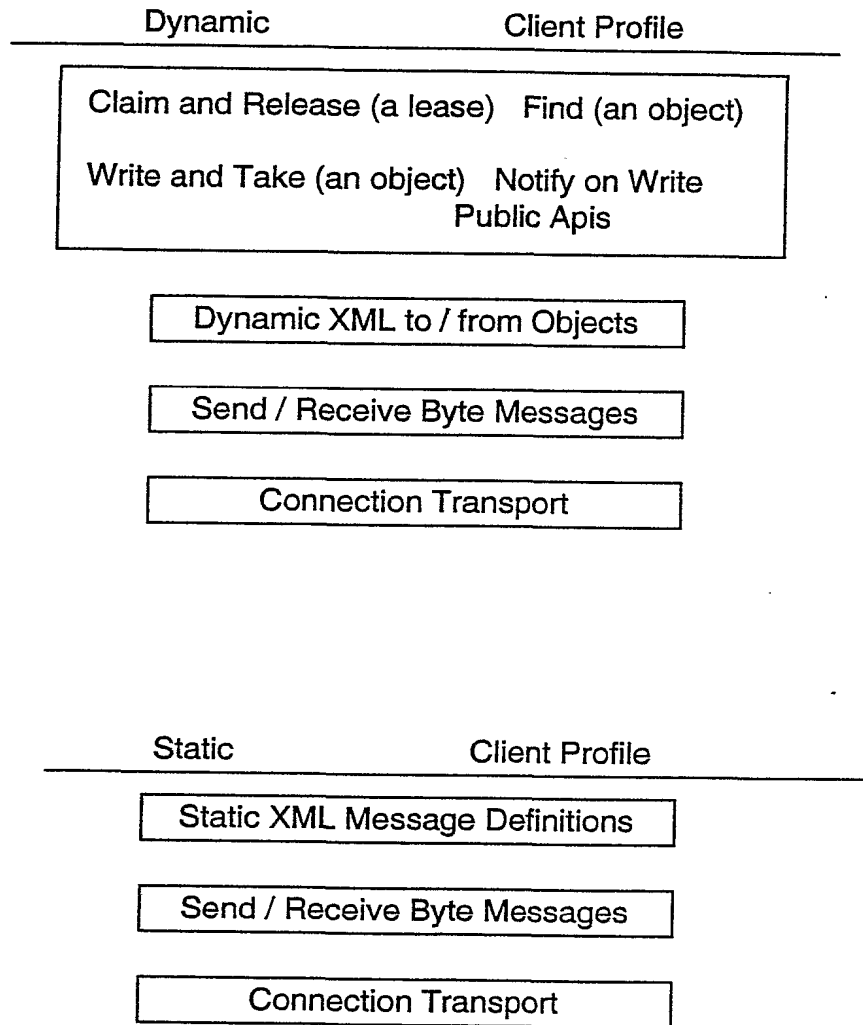 Dynamic Client Profile
Claim and Release (a lease) Find (an object)
Write and Take (an object) Notify on Write
Public Apis
Dynamic XML to / from Objects
Send / Receive Byte Messages
Connection Transport
Static Client Profile
Static XML Message Definitions
Send / Receive Byte Messages
Connection Transport